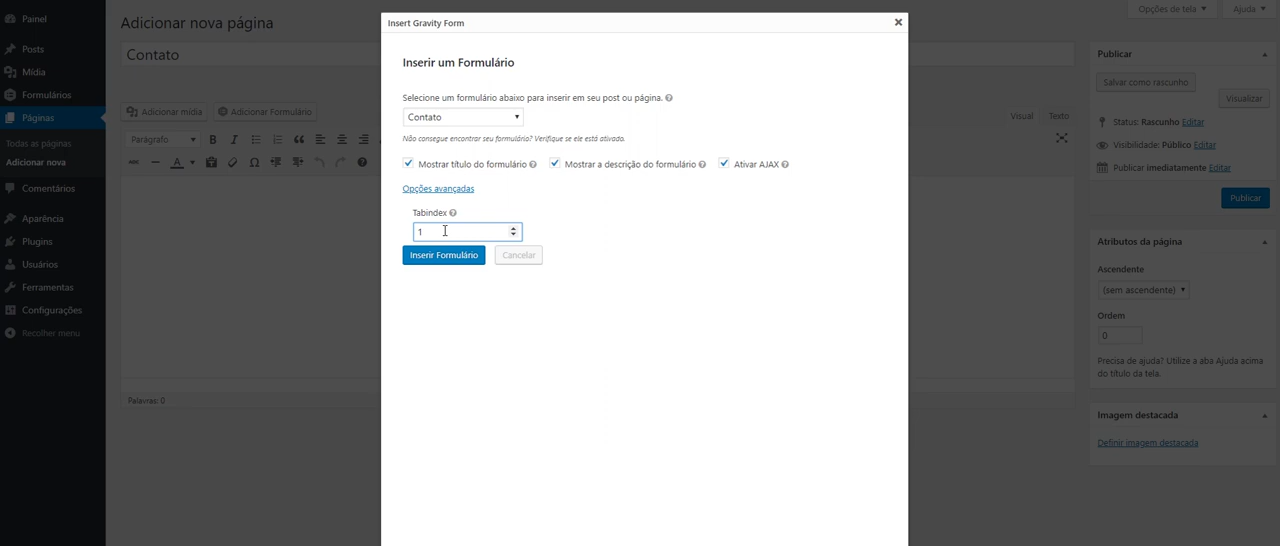 Painel
Posts
Mídia
Formulários
Páginas
Todas as páginas
Adicionar nova
Comentários
Aparência
Plugins
Usuários
Ferramentas
Configurações
Recolher menu
Adicionar nova página
Contato
Adicionar mídia
Adicionar Formulário
Parágrafo
Palavras: 0
Insert Gravity Form
Inserir um Formulário
Selecione um formulário abaixo para inserir em seu post ou página.
Contato
Não consegue encontrar seu formulário? Verifique se ele está ativado.
Mostrar título do formulário
Mostrar a descrição do formulário
Ativar AJAX
Opções avançadas
Tabindex
1
Inserir Formulário
Cancelar
Opções de tela
Ajuda
Visual
Texto
Publicar
Salvar como rascunho
Visualizar
Status: Rascunho Editar
Visibilidade: Público Editar
Publicar imediatamente Editar
Publicar
Atributos da página
Ascendente
(sem ascendente)
Ordem
0
Precisa de ajuda? Utilize a aba Ajuda acima
do título da tela.
Imagem destacada
Definir imagem destacada